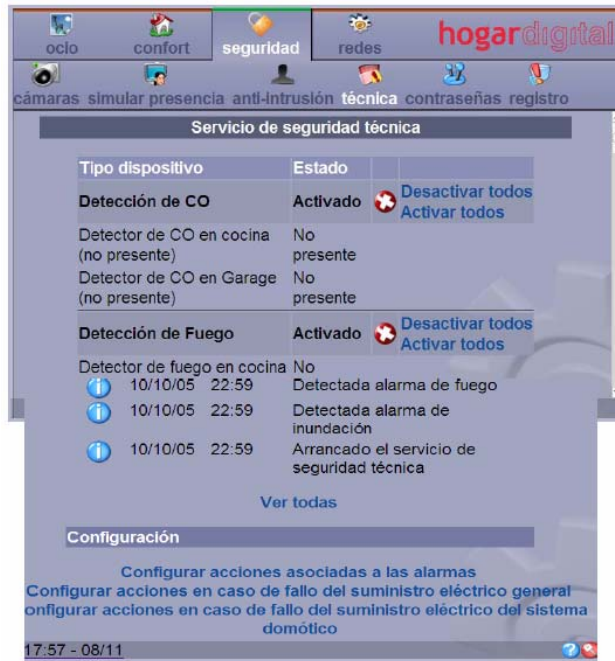 ocio confort seguridad redes hogardigital
cámaras simular presencia anti-intrusión técnica contraseñas registro
Servicio de seguridad técnica
Tipo dispositivo Estado
Detección de CO Activado Desactivar todos
Activar todos
Detector de CO en cocina No
(no presente) presente
Detector de CO en Garage No
(no presente) presente
Detección de Fuego Activado Desactivar todos
Activar todos
Detector de fuego en cocina No
10/10/05 22:59 Detectada alarma de fuego
10/10/05 22:59 Detectada alarma de
inundación
10/10/05 22:59 Arrancado el servicio de
seguridad técnica
Ver todas
Configuración
Configurar acciones asociadas a las alarmas
Configurar acciones en caso de fallo del suministro eléctrico general
onfigurar acciones en caso de fallo del suministro eléctrico del sistema
domótico
17:57 - 08/11